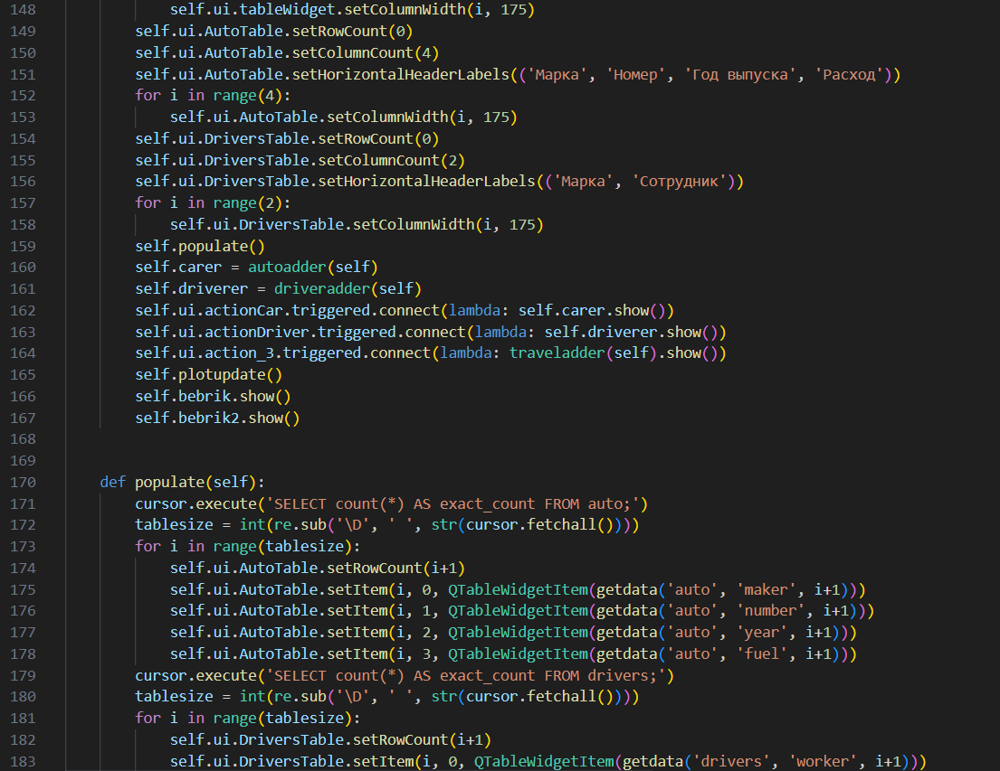 148 self.ui.tableWidget.setColumnWidth(i, 175)
149 self.ui.AutoTable.setRowCount(0)
150 self.ui.AutoTable.setColumnCount(4)
151 self.ui.AutoTable.setHorizontalHeaderLabels(('Марка', 'Номер', 'Год выпуска', 'Расход'))
152 for i in range(4):
153 self.ui.AutoTable.setColumnWidth(i, 175)
154 self.ui.DriversTable.setRowCount(0)
155 self.ui.DriversTable.setColumnCount(2)
156 self.ui.DriversTable.setHorizontalHeaderLabels(('Марка', 'Сотрудник'))
157 for i in range(2):
158 self.ui.DriversTable.setColumnWidth(i, 175)
159 self.populate()
160 self.carer = autoadder(self)
161 self.driverer = driveradder(self)
162 self.ui.actionCar.triggered.connect(lambda: self.carer.show())
163 self.ui.actionDriver.triggered.connect(lambda: self.driverer.show())
164 self.ui.action_3.triggered.connect(lambda: traveladder(self).show())
165 self.plotupdate()
166 self.bebrik.show()
167 self.bebrik2.show()
168
169
170 def populate(self):
171 cursor.execute('SELECT count(*) AS exact_count FROM auto;')
172 tablesize = int(re.sub('\D', ' ', str(cursor.fetchall())))
173 for i in range(tablesize):
174 self.ui.AutoTable.setRowCount(i+1)
175 self.ui.AutoTable.setItem(i, 0, QTableWidgetItem(getdata('auto', 'maker', i+1)))
176 self.ui.AutoTable.setItem(i, 1, QTableWidgetItem(getdata('auto', 'number', i+1)))
177 self.ui.AutoTable.setItem(i, 2, QTableWidgetItem(getdata('auto', 'year', i+1)))
178 self.ui.AutoTable.setItem(i, 3, QTableWidgetItem(getdata('auto', 'fuel', i+1)))
179 cursor.execute('SELECT count(*) AS exact_count FROM drivers;')
180 tablesize = int(re.sub('\D', ' ', str(cursor.fetchall())))
181 for i in range(tablesize):
182 self.ui.DriversTable.setRowCount(i+1)
183 self.ui.DriversTable.setItem(i, 0, QTableWidgetItem(getdata('drivers', 'worker', i+1)))